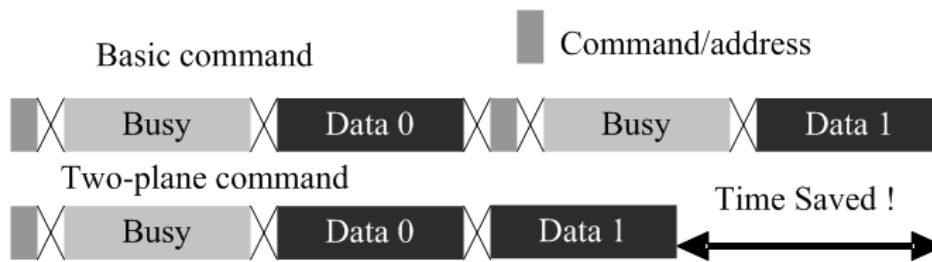 Basic command
Command/address
Busy Data 0 Busy Data 1
Two-plane command
Busy Data 0 Data 1
Time Saved !